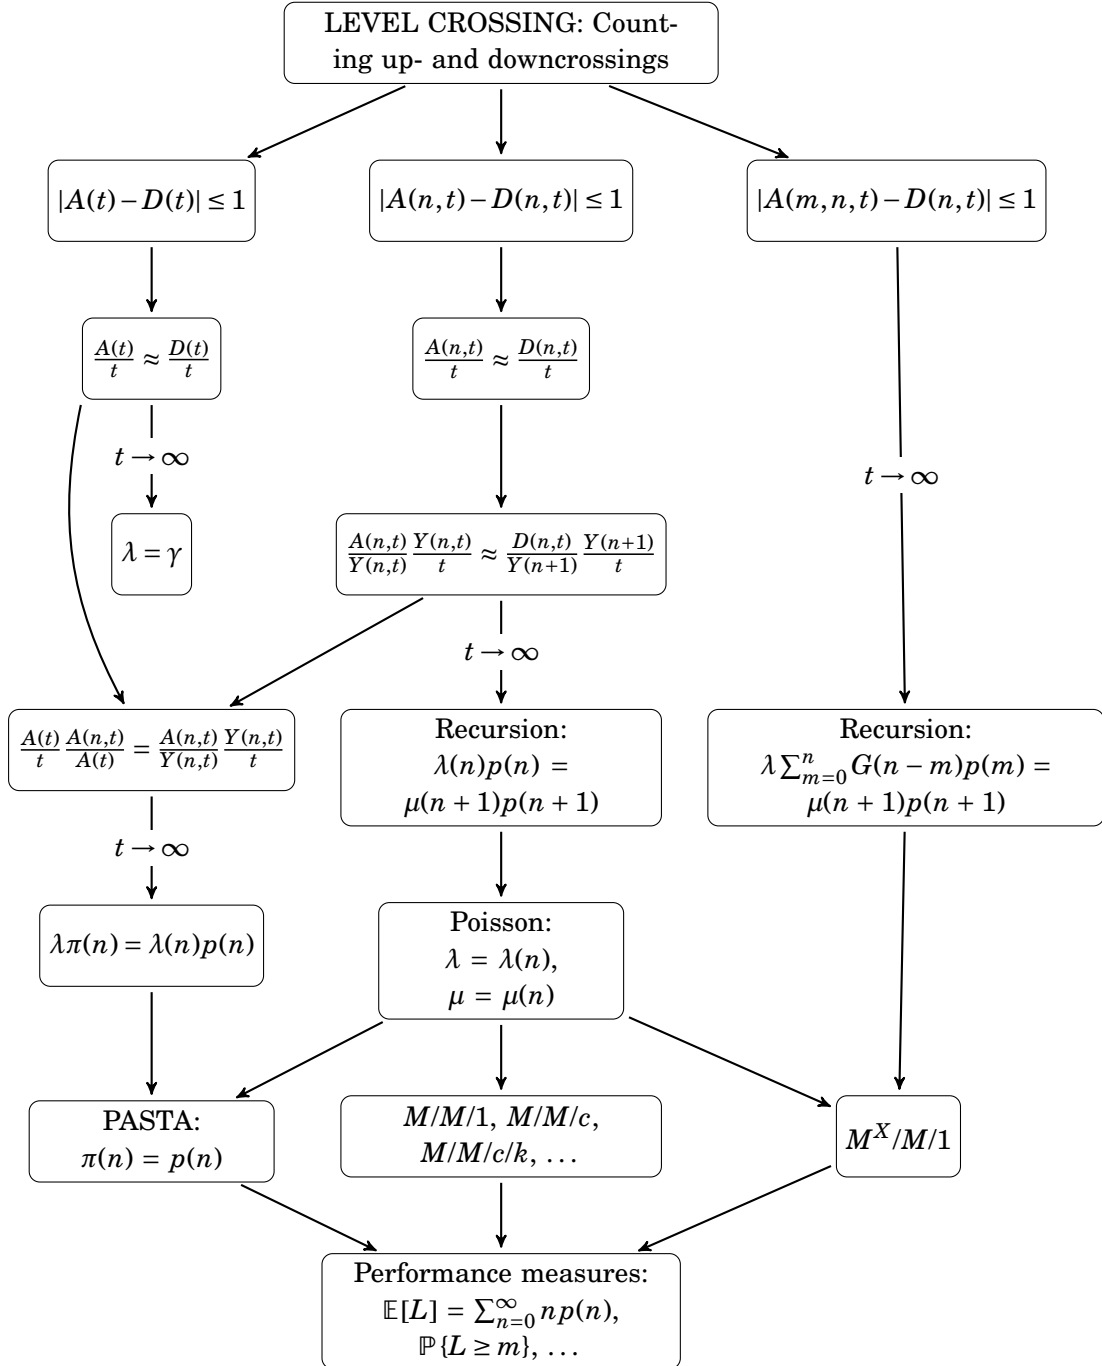 LEVEL CROSSING: Count-
ing up- and downcrossings
|A(t) − D(t)| ≤ 1
|A(n,t) − D(n,t)| ≤ 1
|A(m,n,t) − D(n,t)| ≤ 1
A(t)/t ≈ D(t)/t
A(n,t)/t ≈ D(n,t)/t
t → ∞
t → ∞
λ = γ
A(n,t)/Y(n,t) Y(n,t)/t ≈ D(n,t)/Y(n+1) Y(n+1)/t
t → ∞
A(t)/t A(n,t)/A(t) = A(n,t)/Y(n,t) Y(n,t)/t
Recursion:
λ(n)p(n) =
μ(n + 1)p(n + 1)
Recursion:
λ∑_{m=0}^{n} G(n − m)p(m) =
μ(n + 1)p(n + 1)
t → ∞
λπ(n) = λ(n)p(n)
Poisson:
λ = λ(n),
μ = μ(n)
PASTA:
π(n) = p(n)
M/M/1, M/M/c,
M/M/c/k, …
M^X/M/1
Performance measures:
𝔼[L] = ∑_{n=0}^{∞} np(n),
ℙ{L ≥ m}, …